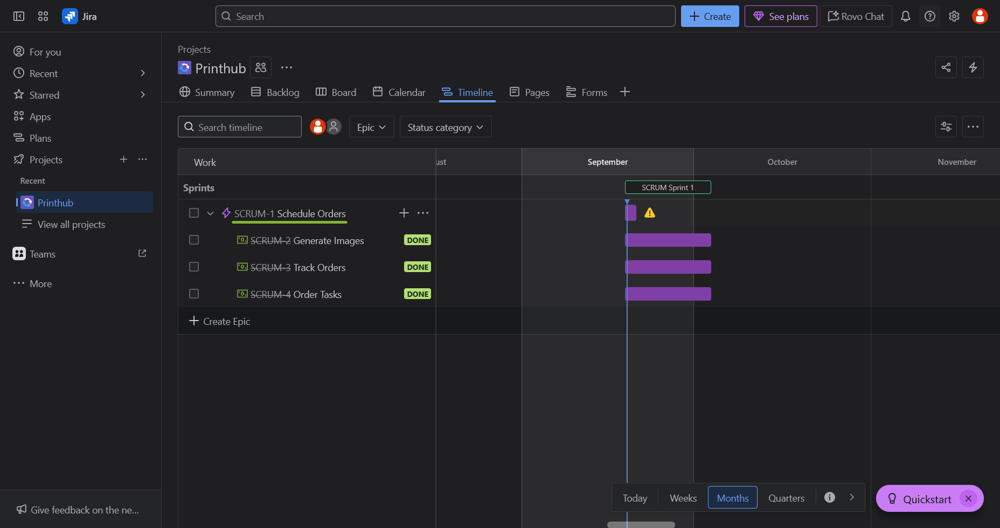 Jira
Search
Create
See plans
Rovo Chat
For you
Recent
Starred
Apps
Plans
Projects
Recent
Printhub
View all projects
Teams
More
Give feedback on the ne...
Projects
Printhub
Summary
Backlog
Board
Calendar
Timeline
Pages
Forms
Search timeline
Epic
Status category
Work
ust
September
October
November
Sprints
SCRUM Sprint 1
SCRUM-1 Schedule Orders
SCRUM-2 Generate Images DONE
SCRUM-3 Track Orders DONE
SCRUM-4 Order Tasks DONE
Create Epic
Today
Weeks
Months
Quarters
Quickstart